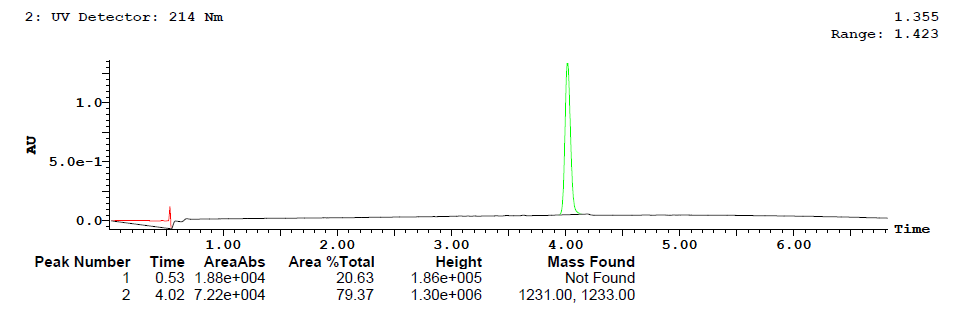 2: UV Detector: 214 Nm 1.355
Range: 1.423
1.0
AU
5.0e-1
0.0
Time
1.00 2.00 3.00 4.00 5.00 6.00
Peak Number Time AreaAbs Area %Total Height Mass Found
1 0.53 1.88e+004 20.63 1.86e+005 Not Found
2 4.02 7.22e+004 79.37 1.30e+006 1231.00, 1233.00